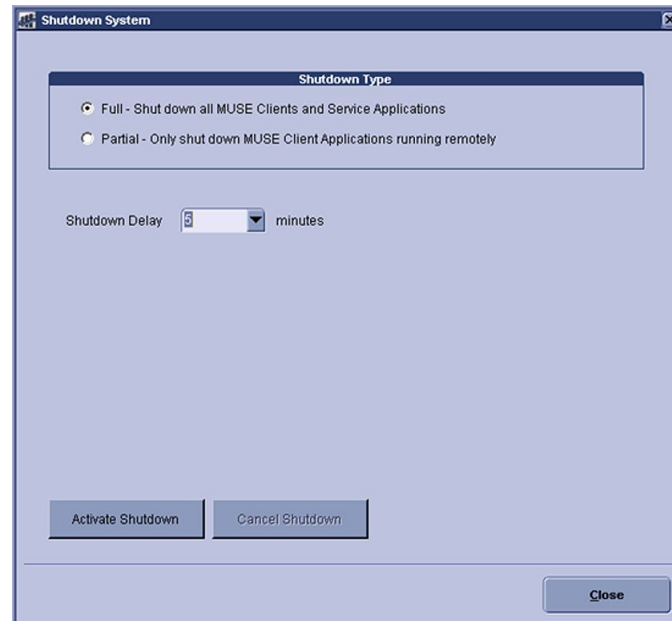 Shutdown System
Shutdown Type
Full - Shut down all MUSE Clients and Service Applications
Partial - Only shut down MUSE Client Applications running remotely
Shutdown Delay 5 minutes
Activate Shutdown Cancel Shutdown
Close